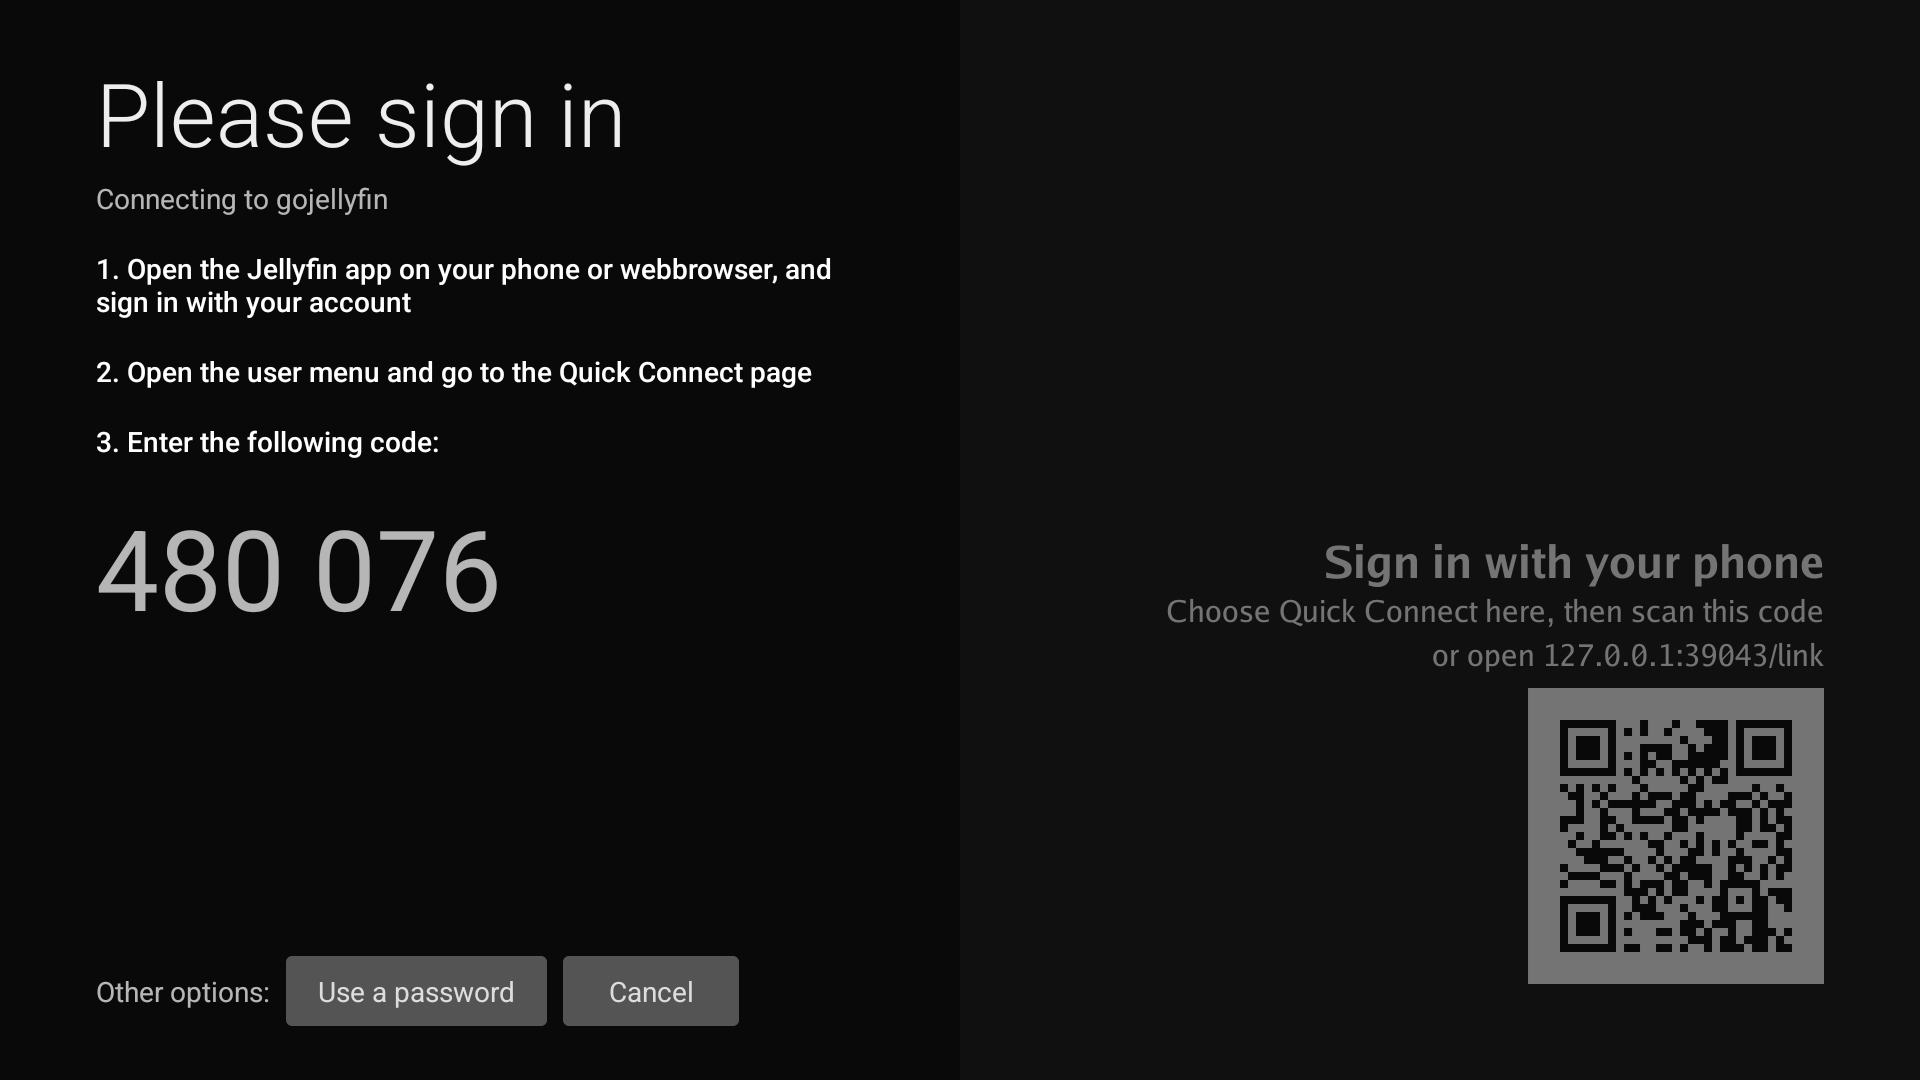 Please sign in
Connecting to gojellyfin
1. Open the Jellyfin app on your phone or webbrowser, and
sign in with your account
2. Open the user menu and go to the Quick Connect page
3. Enter the following code:
480 076
Other options:
Use a password
Cancel
Sign in with your phone
Choose Quick Connect here, then scan this code
or open 127.0.0.1:39043/link